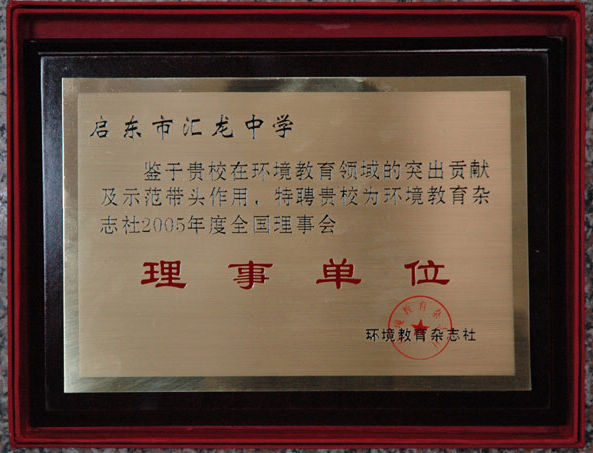 启东市汇龙中学
鉴于贵校在环境教育领域的突出贡献
及示范带头作用，特聘贵校为环境教育杂
志社2005年度全国理事会
理事单位
环境教育杂志社